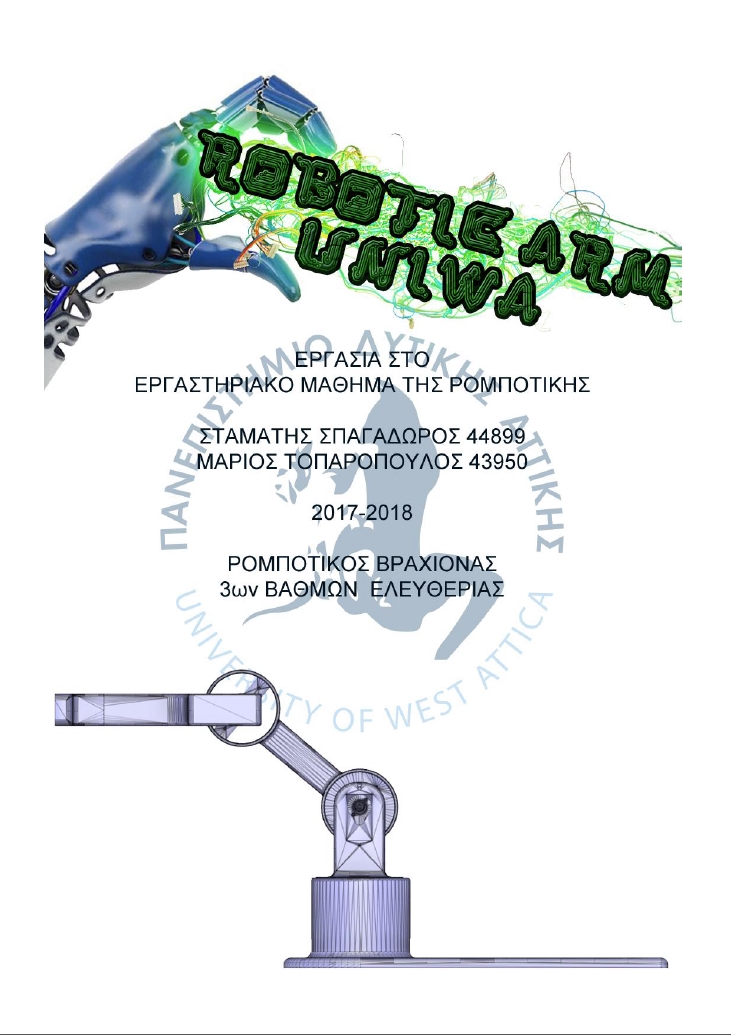 ROBOTIC ARM
UNIWA
ΠΑΝΕΠΙΣΤΗΜΙΟ ΔΥΤΙΚΗΣ ΑΤΤΙΚΗΣ
ΕΡΓΑΣΙΑ ΣΤΟ
ΕΡΓΑΣΤΗΡΙΑΚΟ ΜΑΘΗΜΑ ΤΗΣ ΡΟΜΠΟΤΙΚΗΣ
ΣΤΑΜΑΤΗΣ ΣΠΑΓΑΔΩΡΟΣ 44899
ΜΑΡΙΟΣ ΤΟΠΑΡΟΠΟΥΛΟΣ 43950
2017-2018
ΡΟΜΠΟΤΙΚΟΣ ΒΡΑΧΙΟΝΑΣ
3ων ΒΑΘΜΩΝ ΕΛΕΥΘΕΡΙΑΣ
UNIVERSITY OF WEST ATTICA